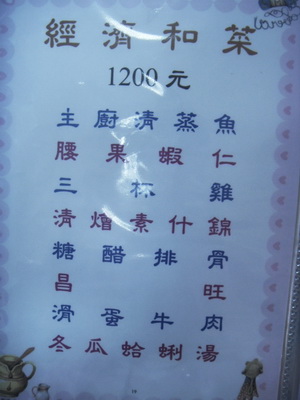 經濟和菜
1200元
主廚清蒸魚
腰果蝦仁
三杯雞
清燴素什錦
糖醋排骨
昌旺
滑蛋牛肉
冬瓜蛤蜊湯